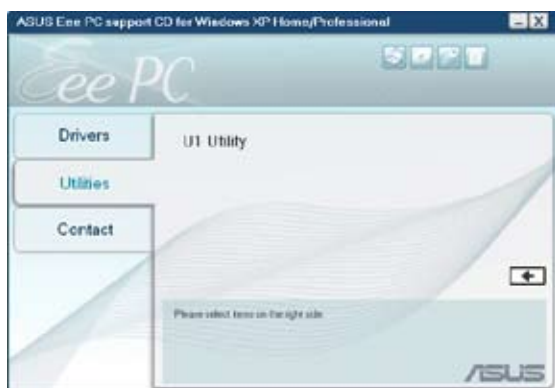 ASUS Eee PC support CD for Windows XP Home/Professional
Eee PC
Drivers
U1 Utility
Utilities
Contact
Please select items on the right side.
ASUS